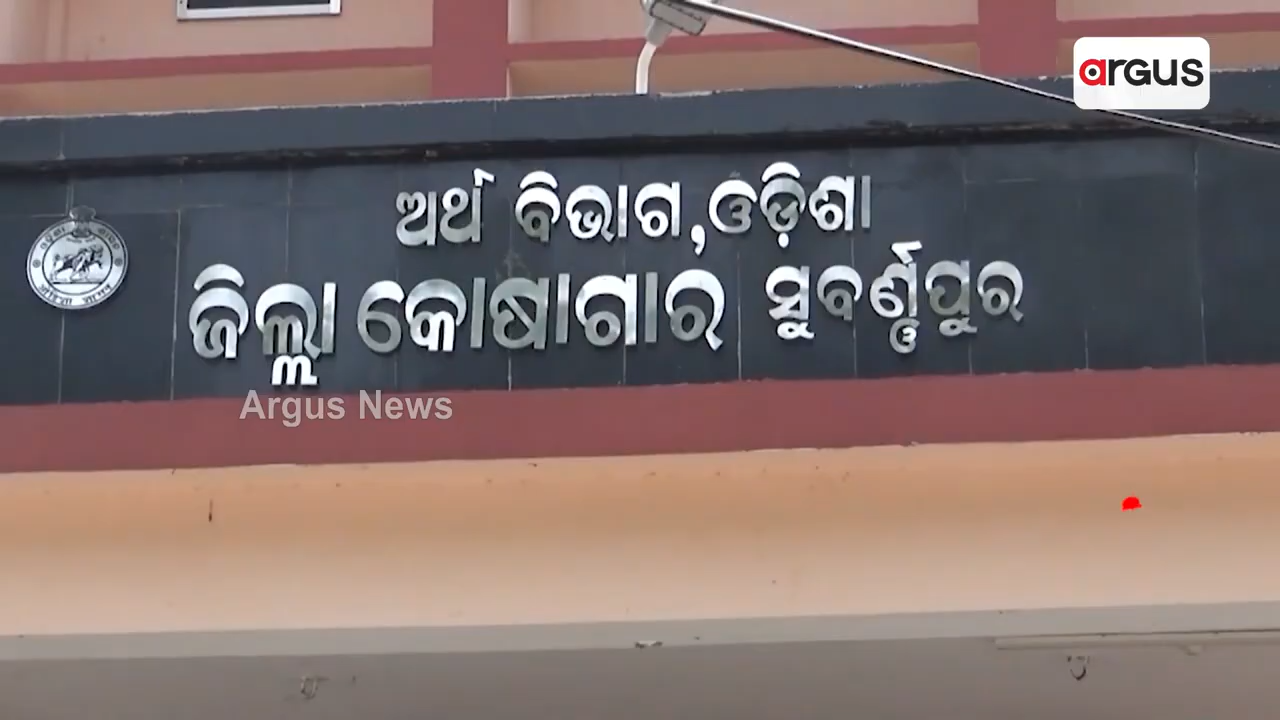 argus
ଅର୍ଥ ବିଭାଗ,ଓଡ଼ିଶା
ଜିଲ୍ଲା କୋଷାଗାର ସୁବର୍ଣ୍ଣପୁର
Argus News